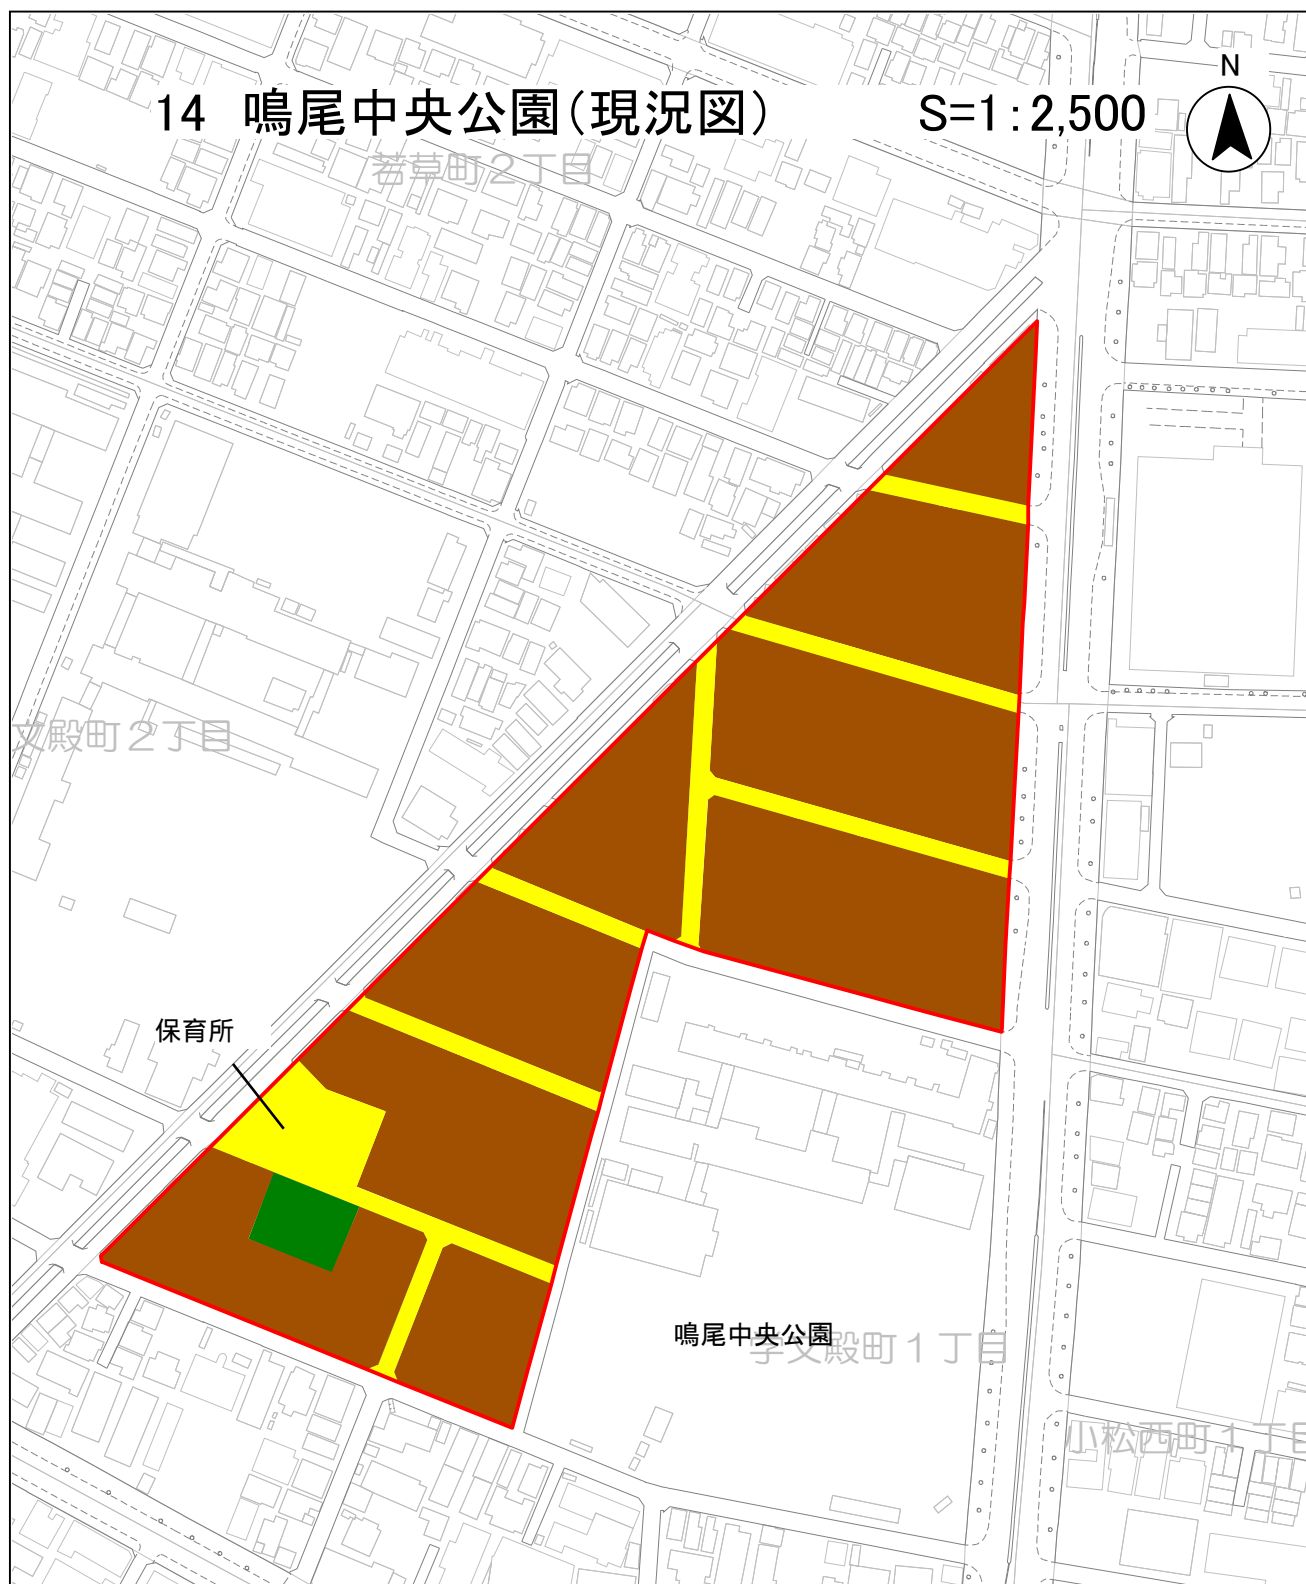 N
14 鳴尾中央公園(現況図) S=1:2,500
若草町2丁目
文殿町2丁目
保育所
鳴尾中央公園
学文殿町1丁目
小松西町1丁目